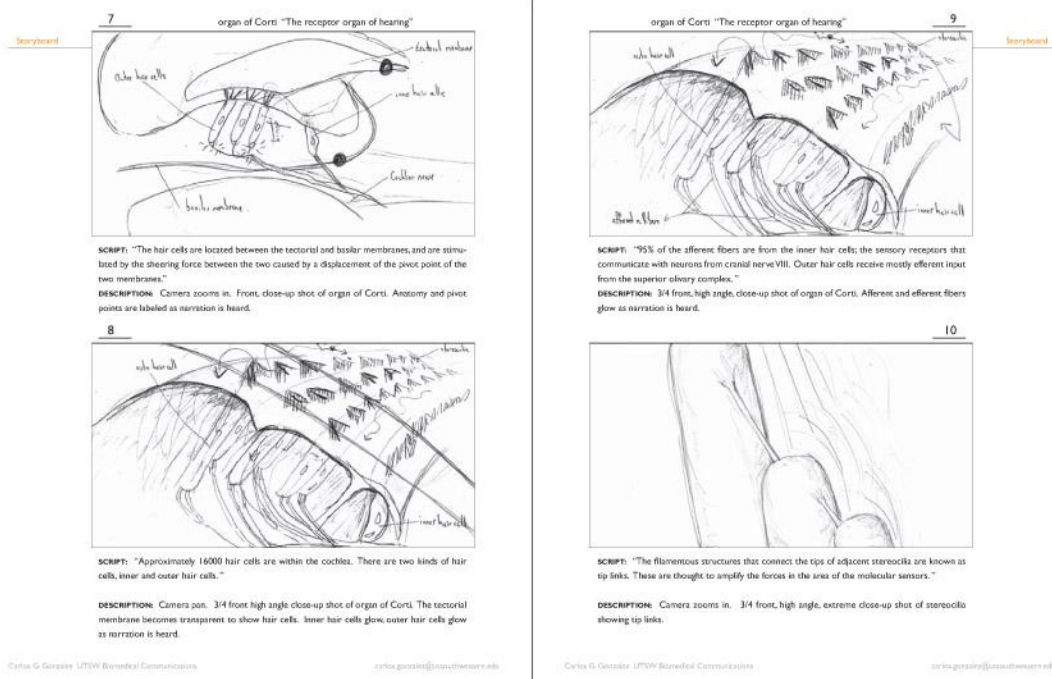 7
organ of Corti "The receptor organ of hearing"
Storyboard
tectorial membrane
Outer hair cells
inner hair cells
Cochlear nerve
basilar membrane
SCRIPT: "The hair cells are located between the tectorial and basilar membranes, and are stimu-
lated by the sheering force between the two caused by a displacement of the pivot point of the
two membranes."
DESCRIPTION: Camera zooms in. Front, close-up shot of organ of Corti. Anatomy and pivot
points are labeled as narration is heard.
8
outer hair cell
stereocilia
inner hair cell
SCRIPT: "Approximately 16000 hair cells are within the cochlea. There are two kinds of hair
cells, inner and outer hair cells."
DESCRIPTION: Camera pan. 3/4 front high angle close-up shot of organ of Corti. The tectorial
membrane becomes transparent to show hair cells. Inner hair cells glow, outer hair cells glow
as narration is heard.
Carlos G. Gonzalez UTSW Biomedical Communications
carlos.gonzalez@utsouthwestern.edu
organ of Corti "The receptor organ of hearing"
9
Storyboard
stereocilia
outer hair cell
afferent fibers
inner hair cell
SCRIPT: "95% of the afferent fibers are from the inner hair cells; the sensory receptors that
communicate with neurons from cranial nerve VIII. Outer hair cells receive mostly efferent input
from the superior olivary complex. "
DESCRIPTION: 3/4 front, high angle, close-up shot of organ of Corti. Afferent and efferent fibers
glow as narration is heard.
10
SCRIPT: "The filamentous structures that connect the tips of adjacent stereocilia are known as
tip links. These are thought to amplify the forces in the area of the molecular sensors. "
DESCRIPTION: Camera zooms in. 3/4 front, high angle, extreme close-up shot of stereocilia
showing tip links.
Carlos G. Gonzalez UTSW Biomedical Communications
carlos.gonzalez@utsouthwestern.ed